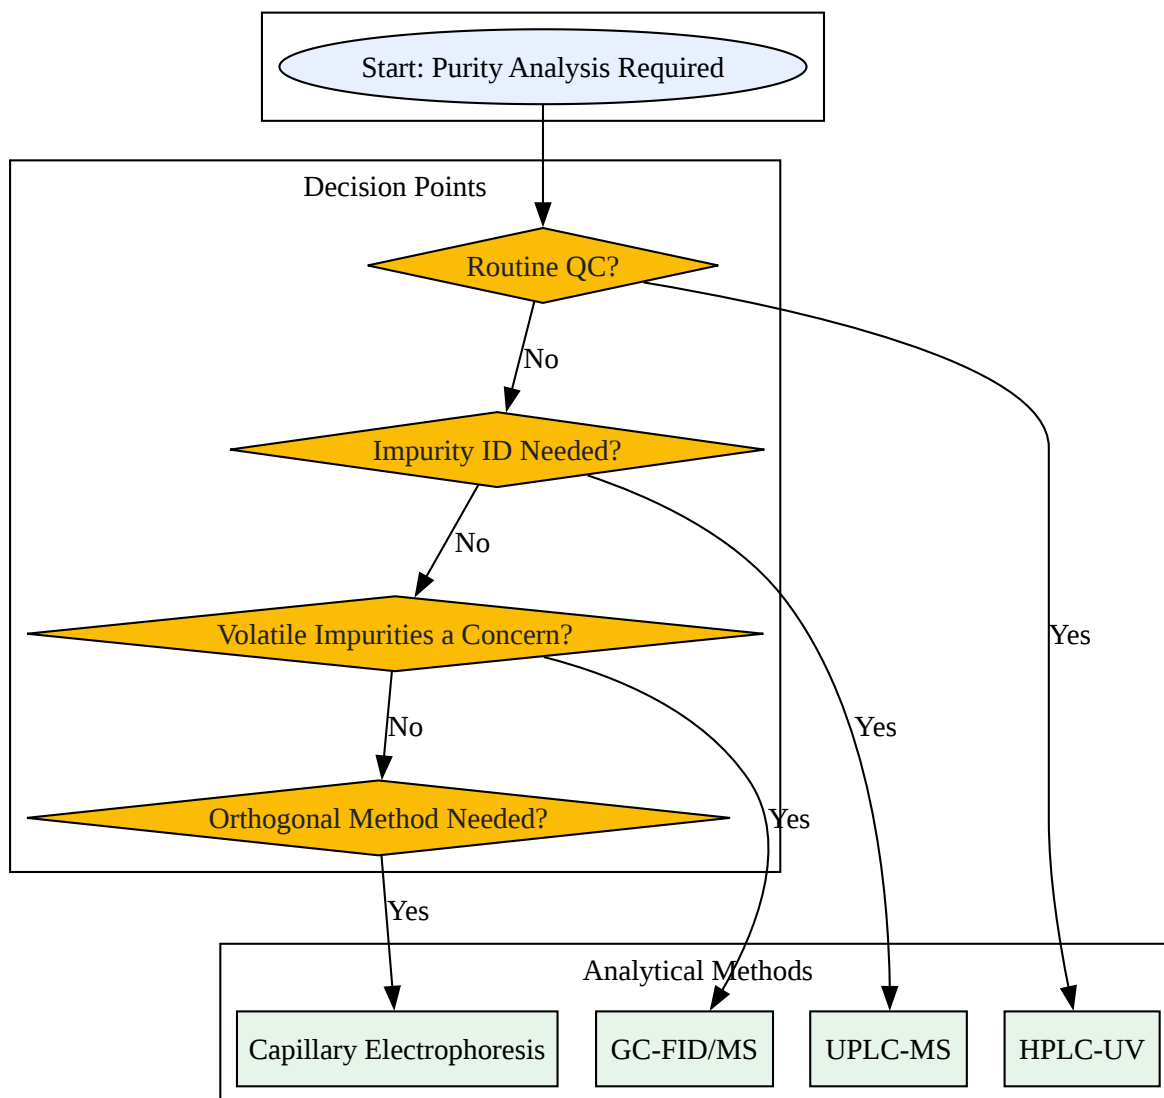 Start: Purity Analysis Required
Decision Points
Routine QC?
No
Impurity ID Needed?
No
Yes
Volatile Impurities a Concern?
No
Yes
Orthogonal Method Needed?
Yes
Yes
Analytical Methods
Capillary Electrophoresis
GC-FID/MS
UPLC-MS
HPLC-UV